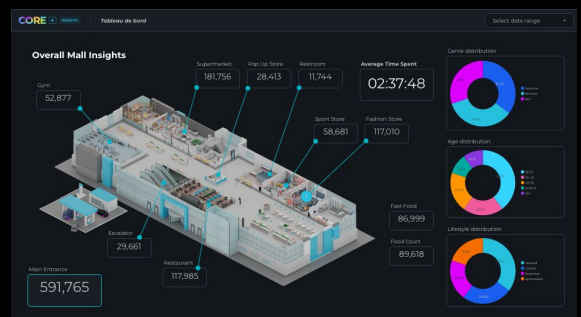 CORE
INSIGHTS
Tableau de bord
Select date range
Overall Mall Insights
Supermarket
181,756
Pop Up Store
28,413
Restroom
11,744
Average Time Spent
02:37:48
Gym
52,877
Sport Store
58,681
Fashion Store
117,010
Fast Food
86,999
Food Court
89,618
Escalator
29,661
Restaurant
117,985
Main Entrance
591,765
Genre distribution
Age distribution
Lifestyle distribution